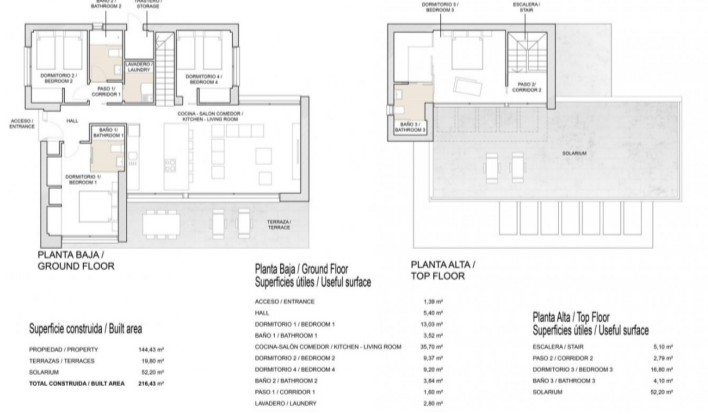 BAÑO 2 /
BATHROOM 2
TRASTERO /
STORAGE
DORMITORIO 2 /
BEDROOM 2
PASO 1/
CORRIDOR 1
LAVADERO /
LAUNDRY
DORMITORIO 4 /
BEDROOM 4
ACCESO /
ENTRANCE
HALL
COCINA - SALON COMEDOR /
KITCHEN - LIVING ROOM
BAÑO 1/
BATHROOM 1
DORMITORIO 1/
BEDROOM 1
TERRAZA /
TERRACE
PLANTA BAJA /
GROUND FLOOR
DORMITORIO 3 /
BEDROOM 3
ESCALERA /
STAIR
PASO 2/
CORRIDOR 2
BAÑO 3 /
BATHROOM 3
SOLARIUM
PLANTA ALTA /
TOP FLOOR
Superficie construida / Built area
PROPIEDAD / PROPERTY 144,43 m²
TERRAZAS / TERRACES 19,80 m²
SOLARIUM 52,20 m²
TOTAL CONSTRUIDA / BUILT AREA 216,43 m²
Planta Baja / Ground Floor
Superficies útiles / Useful surface
ACCESO / ENTRANCE 1,39 m²
HALL 5,40 m²
DORMITORIO 1 / BEDROOM 1 13,03 m²
BAÑO 1 / BATHROOM 1 3,52 m²
COCINA-SALÓN COMEDOR / KITCHEN - LIVING ROOM 35,70 m²
DORMITORIO 2 / BEDROOM 2 9,37 m²
DORMITORIO 4 / BEDROOM 4 9,20 m²
BAÑO 2 / BATHROOM 2 3,84 m²
PASO 1 / CORRIDOR 1 1,60 m²
LAVADERO / LAUNDRY 2,80 m²
Planta Alta / Top Floor
Superficies útiles / Useful surface
ESCALERA / STAIR 5,10 m²
PASO 2 / CORRIDOR 2 2,79 m²
DORMITORIO 3 / BEDROOM 3 16,80 m²
BAÑO 3 / BATHROOM 3 4,10 m²
SOLARIUM 52,20 m²